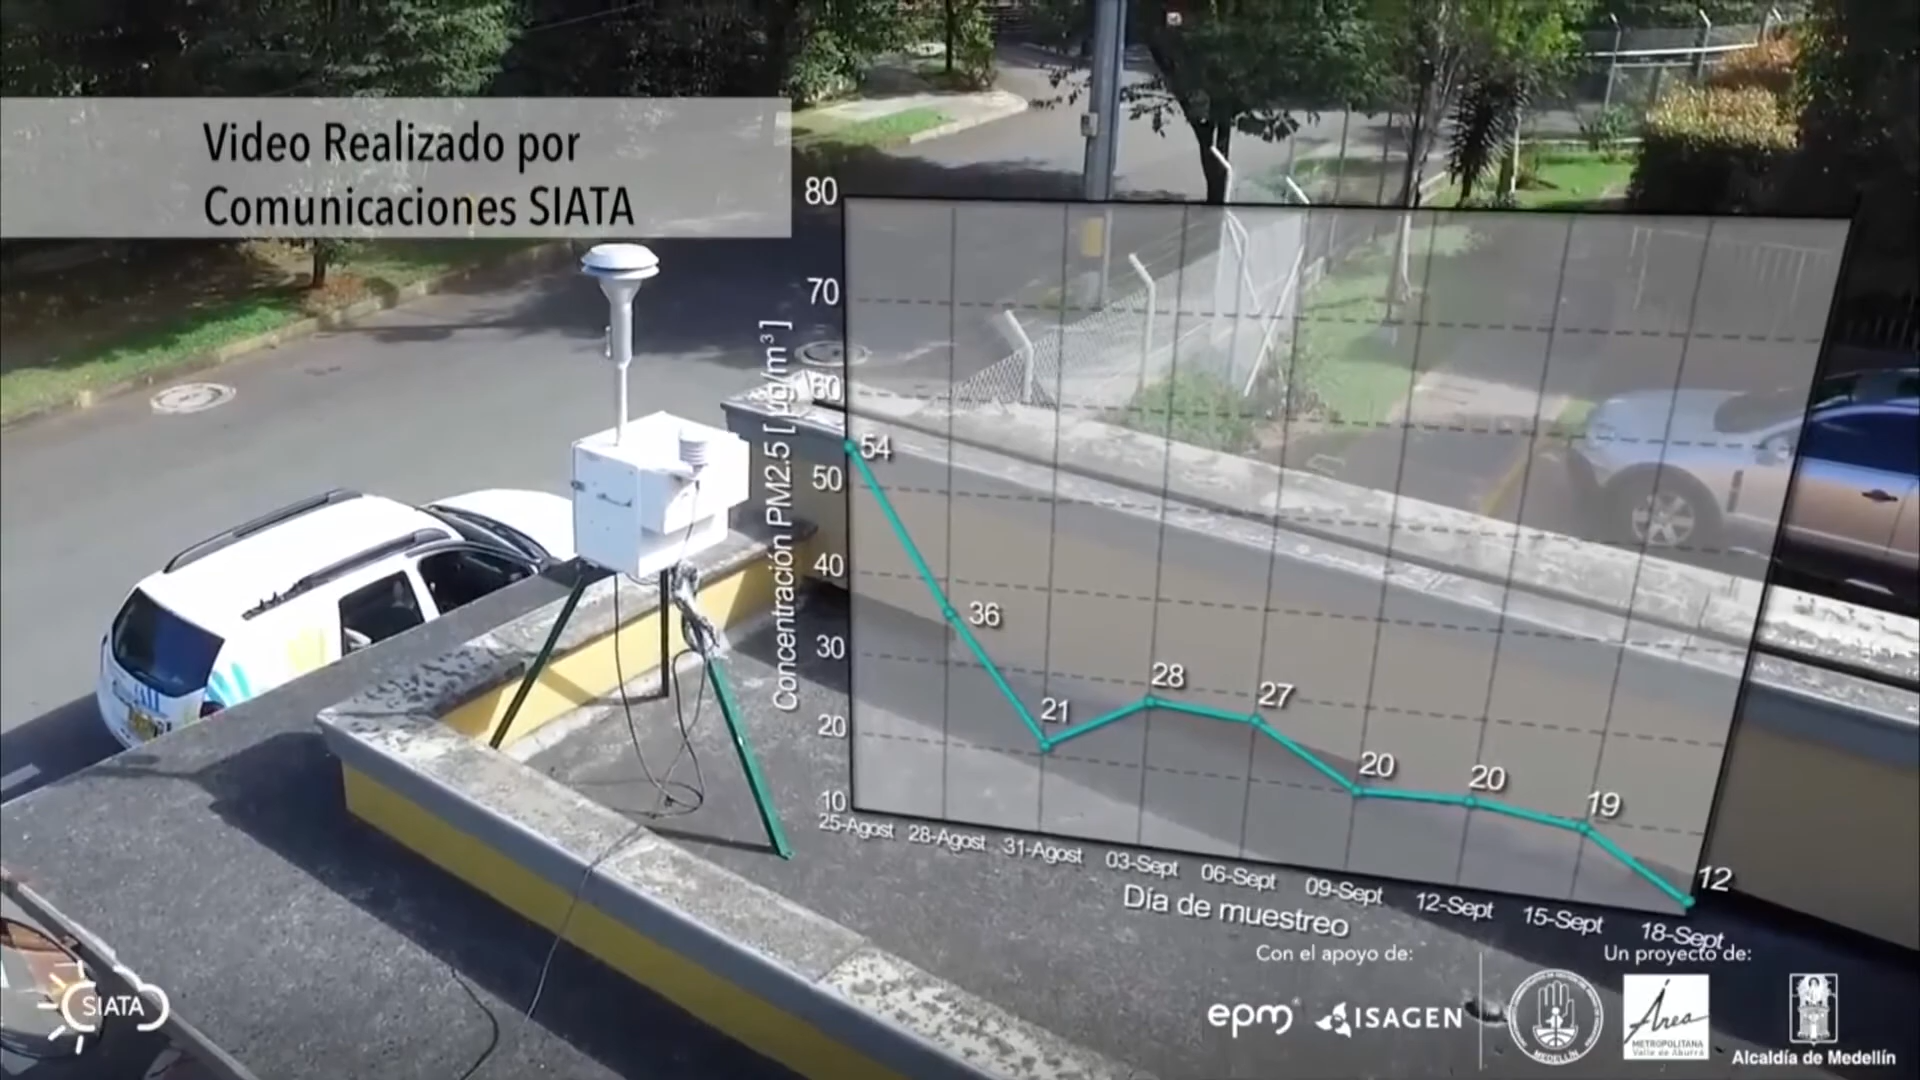 Video Realizado por
Comunicaciones SIATA
Concentración PM2.5 [ µg/m³ ]
80
70
60
50
40
30
20
10
54
36
21
28
27
20
20
19
12
25-Agost 28-Agost 31-Agost 03-Sept 06-Sept 09-Sept 12-Sept 15-Sept 18-Sept
Día de muestreo
Con el apoyo de:
Un proyecto de:
SIATA
epm
ISAGEN
MEDELLÍN
Área
METROPOLITANA
Valle de Aburrá
Alcaldía de Medellín